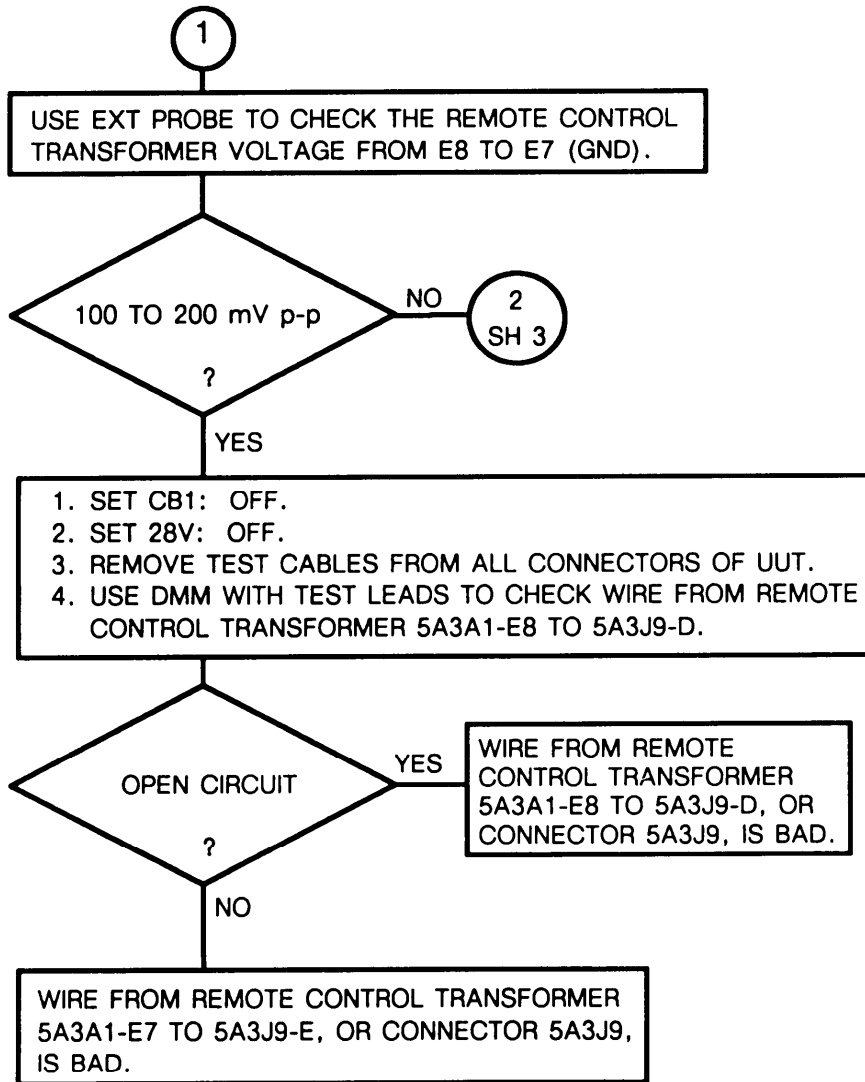 1
USE EXT PROBE TO CHECK THE REMOTE CONTROL
TRANSFORMER VOLTAGE FROM E8 TO E7 (GND).
100 TO 200 mV p-p
?
NO
2
SH 3
YES
1. SET CB1: OFF.
2. SET 28V: OFF.
3. REMOVE TEST CABLES FROM ALL CONNECTORS OF UUT.
4. USE DMM WITH TEST LEADS TO CHECK WIRE FROM REMOTE
CONTROL TRANSFORMER 5A3A1-E8 TO 5A3J9-D.
OPEN CIRCUIT
?
YES
WIRE FROM REMOTE
CONTROL TRANSFORMER
5A3A1-E8 TO 5A3J9-D, OR
CONNECTOR 5A3J9, IS BAD.
NO
WIRE FROM REMOTE CONTROL TRANSFORMER
5A3A1-E7 TO 5A3J9-E, OR CONNECTOR 5A3J9,
IS BAD.